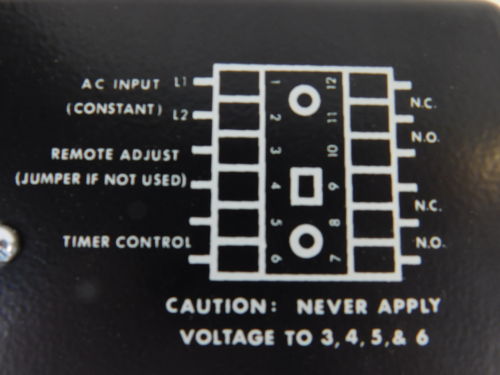 AC INPUT L1 1 12
(CONSTANT) N.C.
L2 2 11
N.O.
REMOTE ADJUST 3 10
(JUMPER IF NOT USED) 4 9
N.C.
5 8
TIMER CONTROL N.O.
6 7
CAUTION: NEVER APPLY
VOLTAGE TO 3, 4, 5, & 6